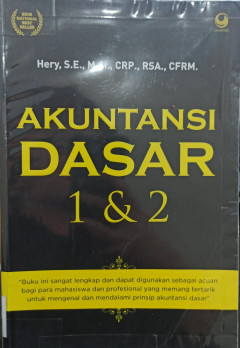 Hery, S.E., M.Si., CRP., RSA., CFRM.
AKUNTANSI
DASAR
1 & 2
"Buku ini sangat lengkap dan dapat digunakan sebagai acuan
bagi para mahasiswa dan profesional yang memang tertarik
untuk mengenal dan mendalami prinsip akuntansi dasar"